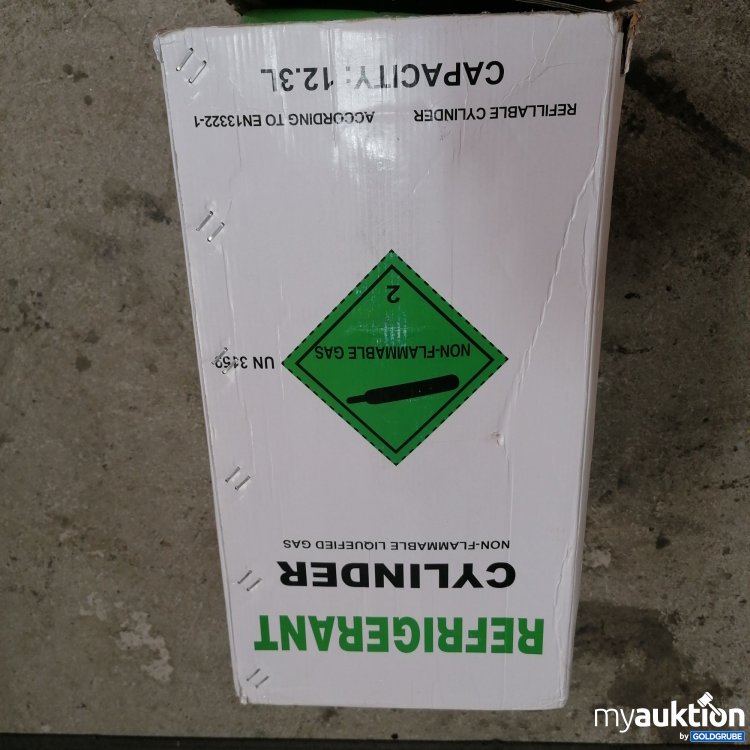 REFRIGERANT
CYLINDER
NON-FLAMMABLE LIQUEFIED GAS
NON-FLAMMABLE GAS
2
UN 3159
REFILLABLE CYLINDER ACCORDING TO EN13322-1
CAPACITY: 12.3L
myauktion
by GOLDGRUBE